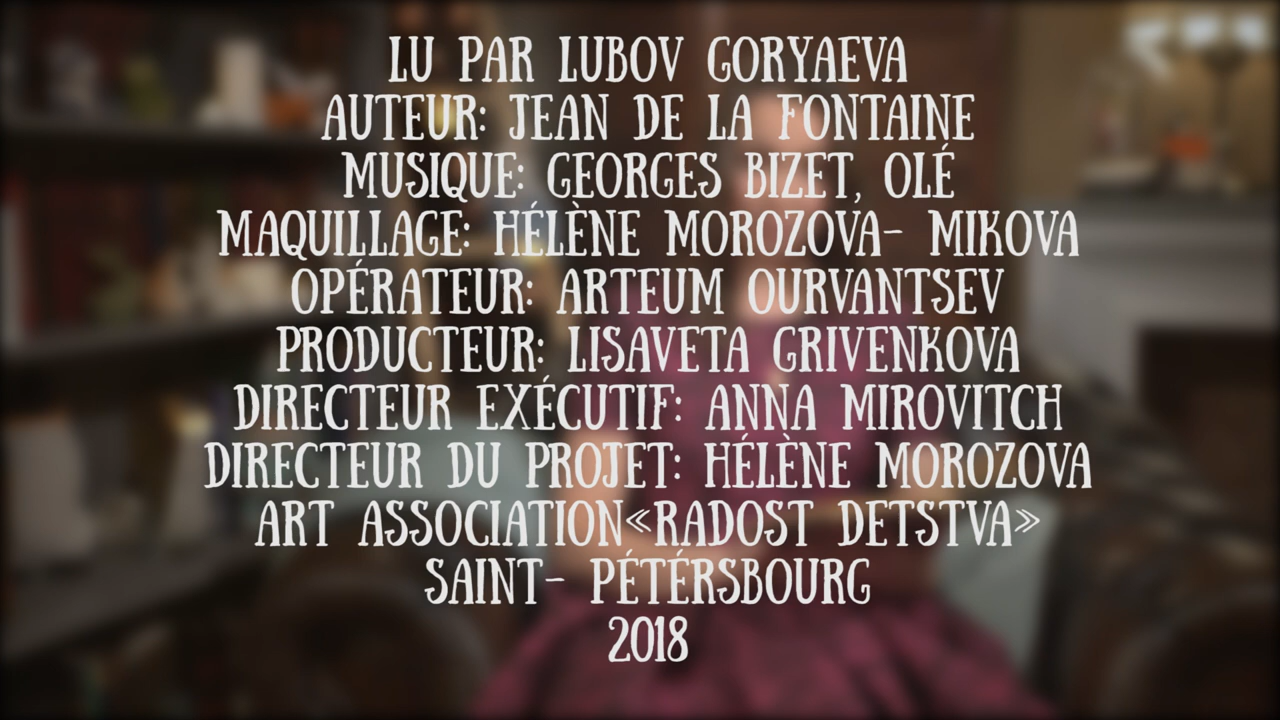 LU PAR LUBOV GORYAEVA
AUTEUR: JEAN DE LA FONTAINE
MUSIQUE: GEORGES BIZET, OLÉ
MAQUILLAGE: HÉLÈNE MOROZOVA- MIKOVA
OPÉRATEUR: ARTEUM OURVANTSEV
PRODUCTEUR: LISAVETA GRIVENKOVA
DIRECTEUR EXÉCUTIF: ANNA MIROVITCH
DIRECTEUR DU PROJET: HÉLÈNE MOROZOVA
ART ASSOCIATION«RADOST DETSTVA»
SAINT- PÉTÉRSBOURG
2018